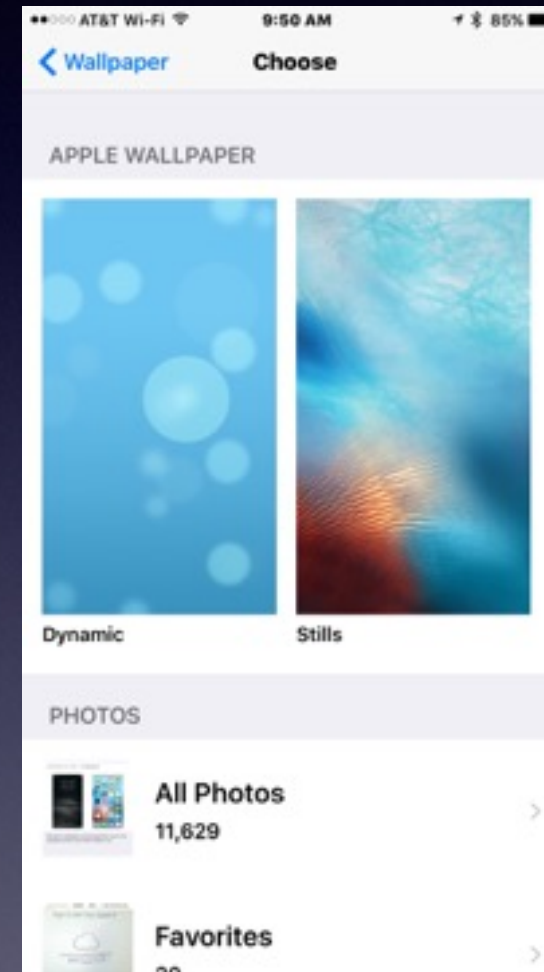 AT&T Wi-Fi 9:50 AM 85%
Wallpaper Choose
APPLE WALLPAPER
Dynamic Stills
PHOTOS
All Photos
11,629
Favorites